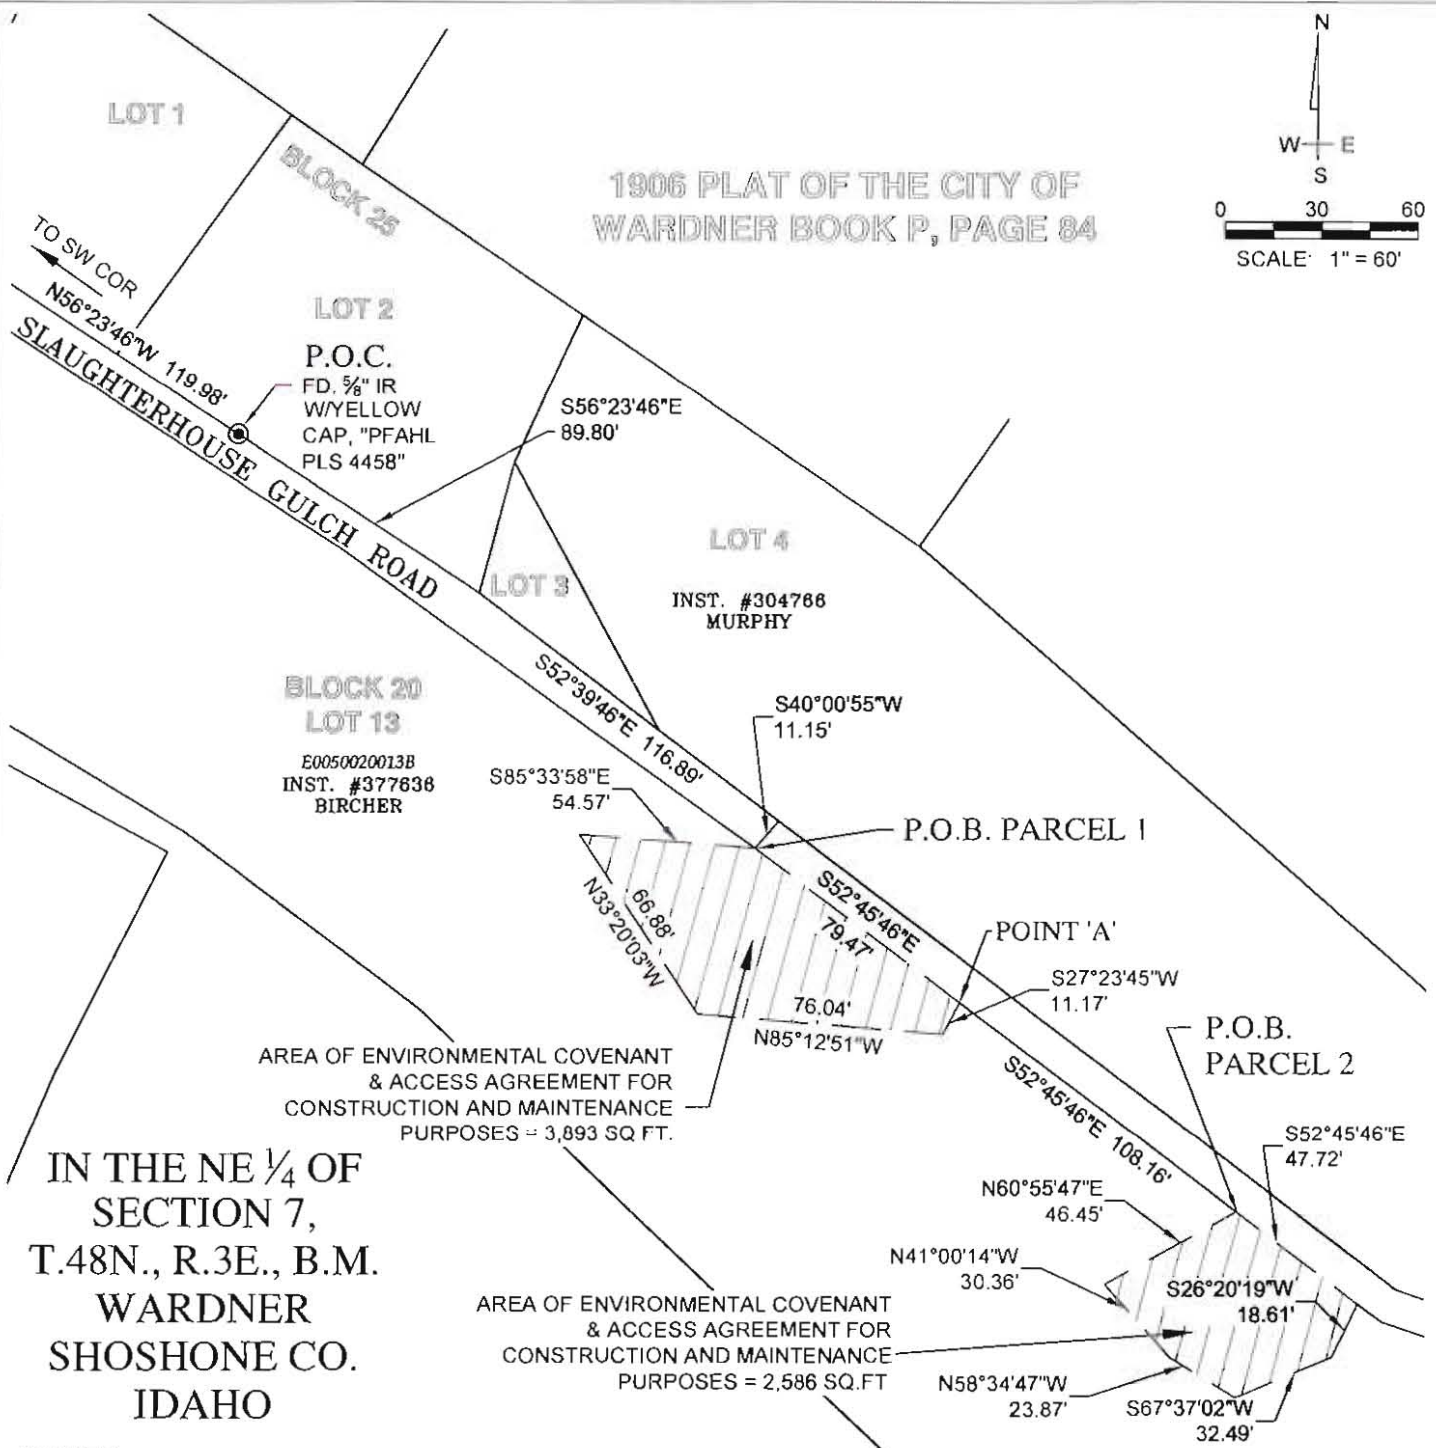 N
W E
S
0 30 60
SCALE: 1" = 60'
LOT 1
BLOCK 25
1906 PLAT OF THE CITY OF
WARDNER BOOK P, PAGE 84
TO SW COR
N56°23'46"W 119.98'
SLAUGHTERHOUSE GULCH ROAD
LOT 2
P.O.C.
FD. ⅝" IR
W/YELLOW
CAP, "PFAHL
PLS 4458"
S56°23'46"E
89.80'
LOT 3
LOT 4
INST. #304766
MURPHY
BLOCK 20
LOT 13
E0050020013B
INST. #377636
BIRCHER
S52°39'46"E 116.89'
S40°00'55"W
11.15'
S85°33'58"E
54.57'
P.O.B. PARCEL 1
S52°45'46"E
79.47'
66.88'
N33°20'03"W
POINT 'A'
S27°23'45"W
11.17'
76.04'
N85°12'51"W
P.O.B.
PARCEL 2
AREA OF ENVIRONMENTAL COVENANT
& ACCESS AGREEMENT FOR
CONSTRUCTION AND MAINTENANCE
PURPOSES = 3,893 SQ FT.
S52°45'46"E 108.16'
S52°45'46"E
47.72'
IN THE NE ¼ OF
SECTION 7,
T.48N., R.3E., B.M.
WARDNER
SHOSHONE CO.
IDAHO
N60°55'47"E
46.45'
N41°00'14"W
30.36'
S26°20'19"W
18.61'
AREA OF ENVIRONMENTAL COVENANT
& ACCESS AGREEMENT FOR
CONSTRUCTION AND MAINTENANCE
PURPOSES = 2,586 SQ.FT
N58°34'47"W
23.87'
S67°37'02"W
32.49'